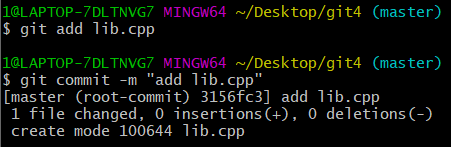 1@LAPTOP-7DLTNVG7 MINGW64 ~/Desktop/git4 (master)
$ git add lib.cpp
1@LAPTOP-7DLTNVG7 MINGW64 ~/Desktop/git4 (master)
$ git commit -m "add lib.cpp"
[master (root-commit) 3156fc3] add lib.cpp
 1 file changed, 0 insertions(+), 0 deletions(-)
 create mode 100644 lib.cpp